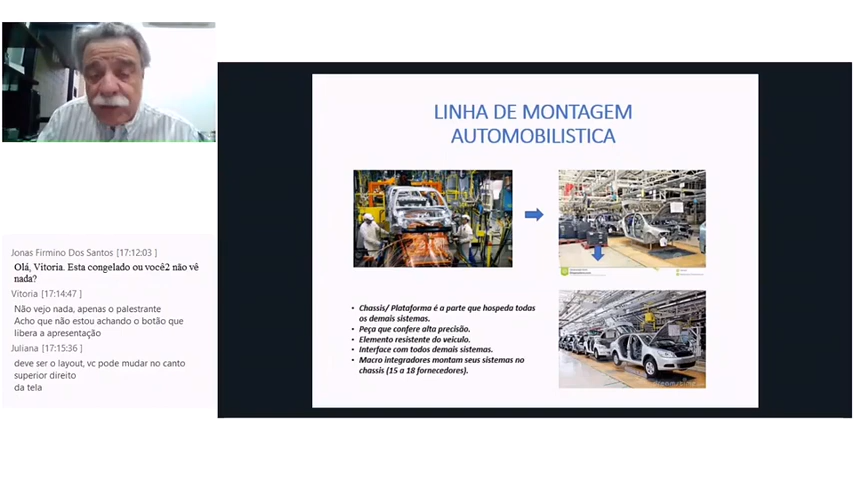 LINHA DE MONTAGEM
AUTOMOBILISTICA
Jonas Firmino Dos Santos [17:12:03 ]
Olá, Vitoria. Esta congelado ou você2 não vê
nada?
Vitoria [17:14:47 ]
Não vejo nada, apenas o palestrante
Acho que não estou achando o botão que
libera a apresentação
Juliana [17:15:36 ]
deve ser o layout, vc pode mudar no canto
superior direito
da tela
• Chassis/ Plataforma é a parte que hospeda todas
os demais sistemas.
• Peça que confere alta precisão.
• Elemento resistente do veiculo.
• Interface com todos demais sistemas.
• Macro integradores montam seus sistemas no
chassis (15 a 18 fornecedores).